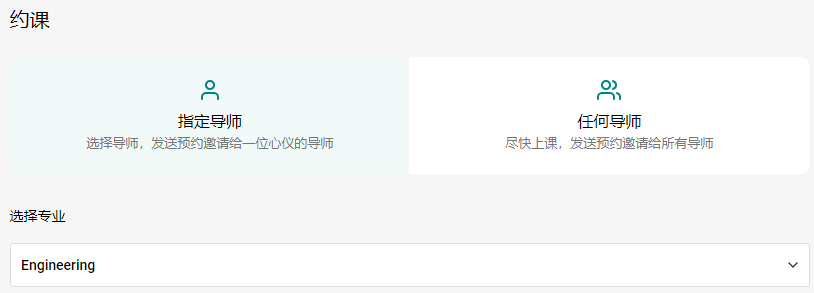 约课
指定导师
选择导师，发送预约邀请给一位心仪的导师
任何导师
尽快上课，发送预约邀请给所有导师
选择专业
Engineering